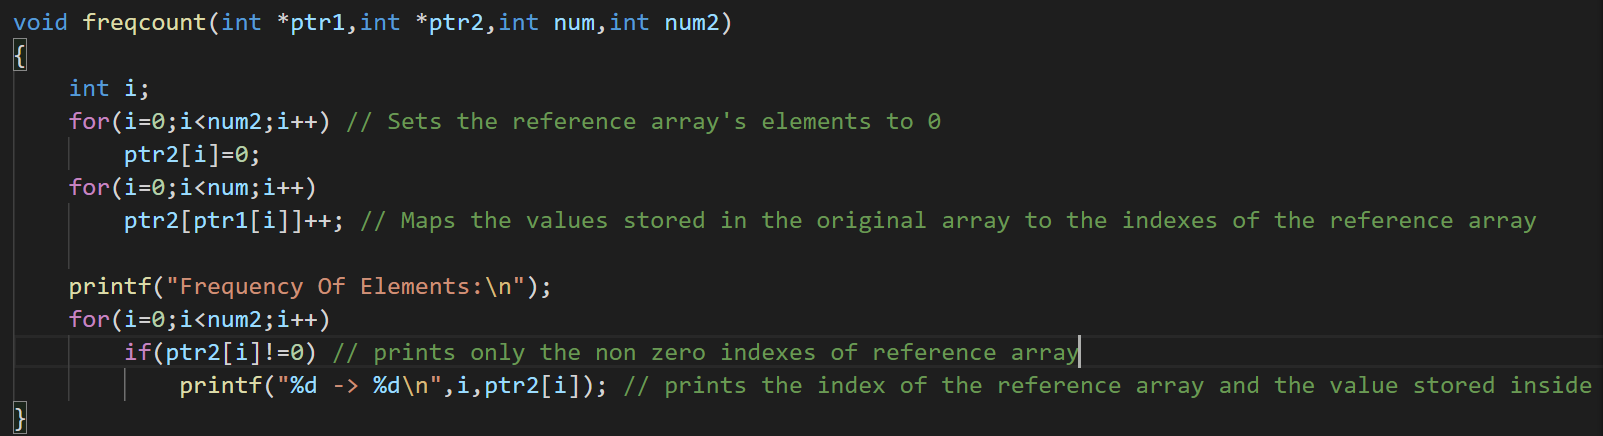 void freqcount(int *ptr1,int *ptr2,int num,int num2)
{
    int i;
    for(i=0;i<num2;i++) // Sets the reference array's elements to 0
        ptr2[i]=0;
    for(i=0;i<num;i++)
        ptr2[ptr1[i]]++; // Maps the values stored in the original array to the indexes of the reference array
    printf("Frequency Of Elements:\n");
    for(i=0;i<num2;i++)
        if(ptr2[i]!=0) // prints only the non zero indexes of reference array
            printf("%d -> %d\n",i,ptr2[i]); // prints the index of the reference array and the value stored inside
}